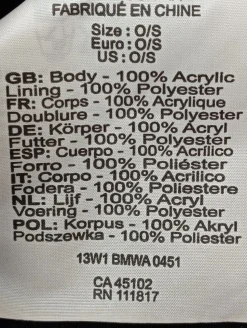 FABRIQUÉ EN CHINE
Size : O/S
Euro : O/S
US : O/S
GB: Body - 100% Acrylic
Lining - 100% Polyester
FR: Corps - 100% Acrylique
Doublure - 100% Polyester
DE: Körper - 100% Acryl
Futter - 100% Polyester
ESP: Cuerpo - 100% Acrílico
Forro - 100% Poliéster
IT: Corpo - 100% Acrilico
Fodera - 100% Poliestere
NL: Lijf - 100% Acryl
Voering - 100% Polyester
POL: Korpus - 100% Akryl
Podszewka - 100% Poliester
13W1 BMWA 0451
CA 45102
RN 111817